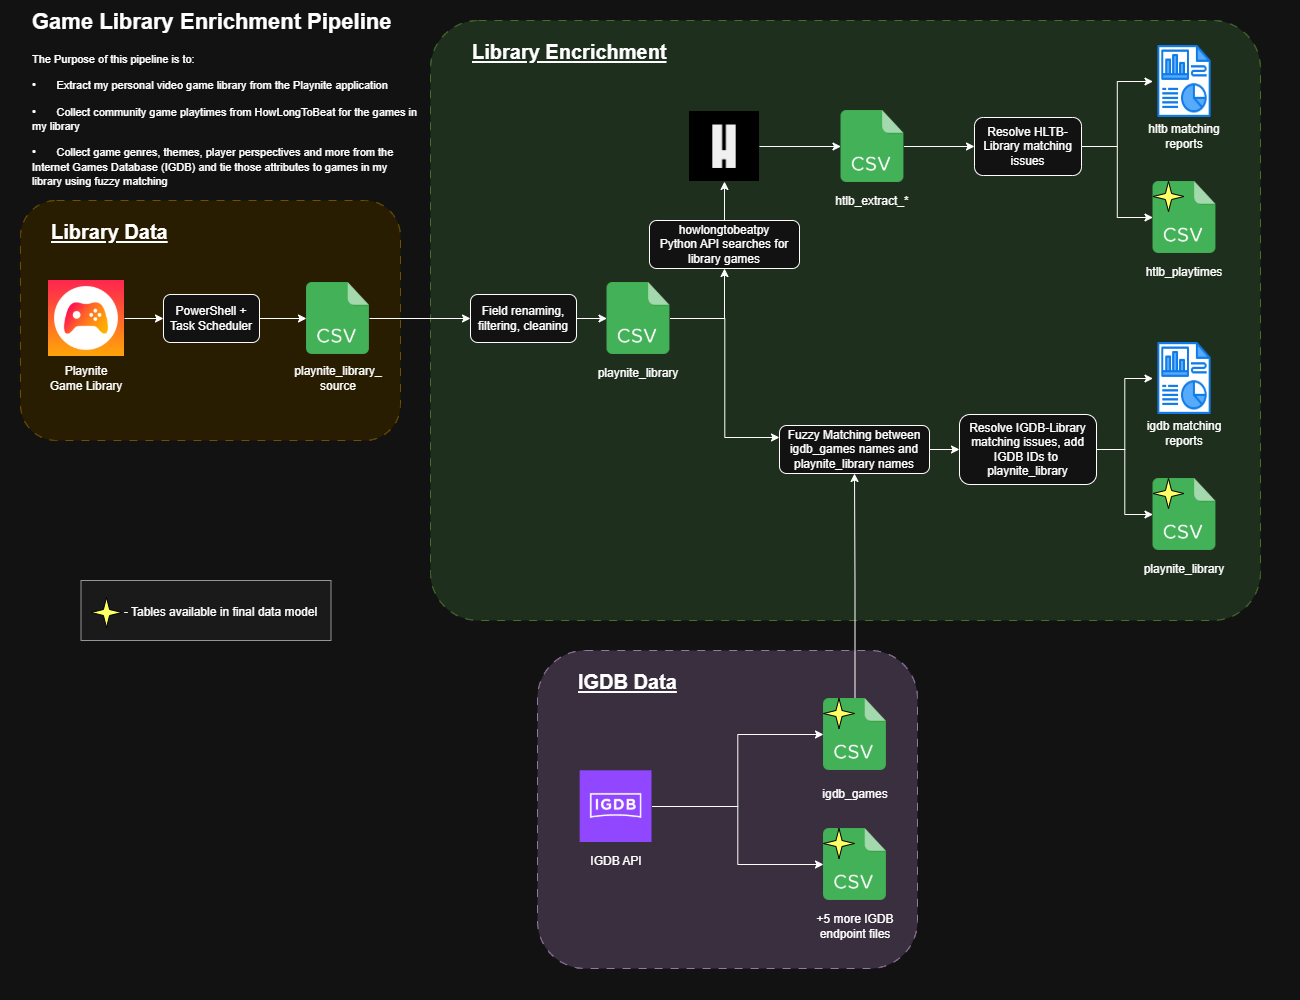 Game Library Enrichment Pipeline
The Purpose of this pipeline is to:
• Extract my personal video game library from the Playnite application
• Collect community game playtimes from HowLongToBeat for the games in
my library
• Collect game genres, themes, player perspectives and more from the
Internet Games Database (IGDB) and tie those attributes to games in my
library using fuzzy matching
Library Data
Playnite
Game Library
PowerShell +
Task Scheduler
CSV
playnite_library_
source
Library Encrichment
Field renaming,
filtering, cleaning
CSV
playnite_library
howlongtobeatpy
Python API searches for
library games
H
CSV
htlb_extract_*
Resolve HLTB-
Library matching
issues
hltb matching
reports
CSV
htlb_playtimes
Fuzzy Matching between
igdb_games names and
playnite_library names
Resolve IGDB-Library
matching issues, add
IGDB IDs to
playnite_library
igdb matching
reports
CSV
playnite_library
- Tables available in final data model
IGDB Data
IGDB
IGDB API
CSV
igdb_games
CSV
+5 more IGDB
endpoint files